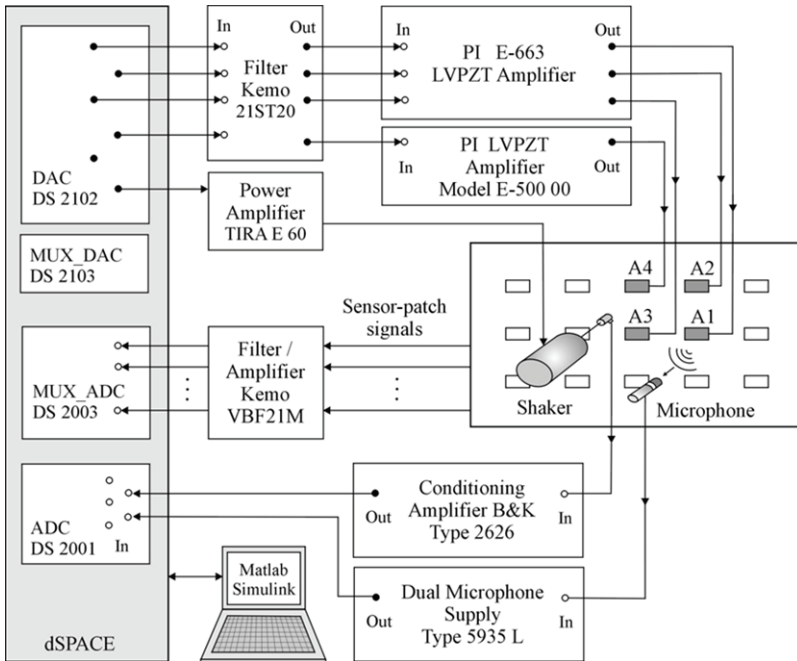 In
Out
Filter
Kemo
21ST20
In
Out
PI E-663
LVPZT Amplifier
DAC
DS 2102
PI LVPZT
Amplifier
Model E-500 00
In
Out
Power
Amplifier
TIRA E 60
MUX_DAC
DS 2103
A4
A2
A3
A1
Sensor-patch
signals
MUX_ADC
DS 2003
Filter /
Amplifier
Kemo
VBF21M
Shaker
Microphone
ADC
DS 2001
In
Conditioning
Amplifier B&K
Type 2626
Out
In
Matlab
Simulink
Dual Microphone
Supply
Type 5935 L
Out
In
dSPACE